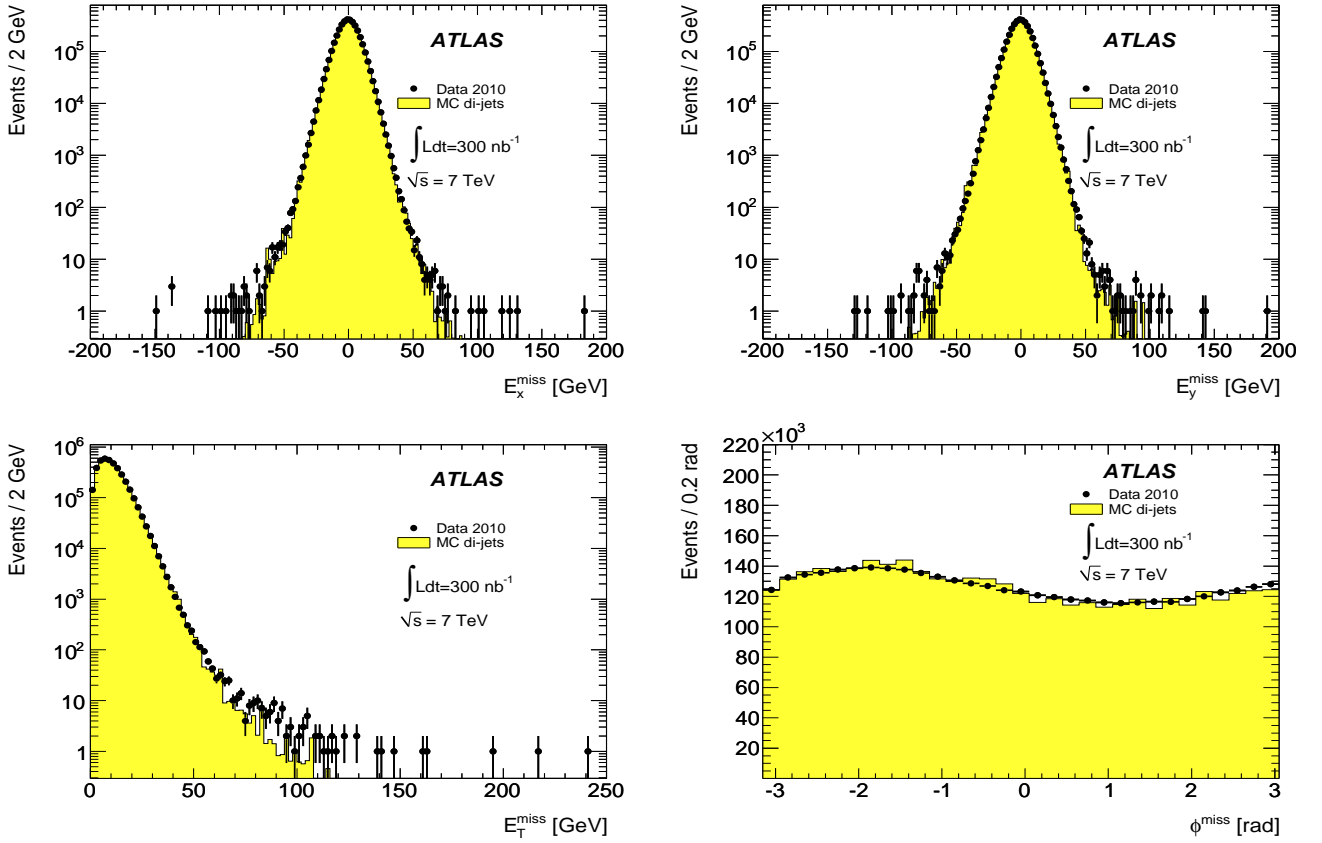 Events / 2 GeV
10^5
10^4
10^3
10^2
10
1
ATLAS
Data 2010
MC di-jets
∫Ldt=300 nb^-1
√s = 7 TeV
-200 -150 -100 -50 0 50 100 150 200
E_x^miss [GeV]
Events / 2 GeV
10^5
10^4
10^3
10^2
10
1
ATLAS
Data 2010
MC di-jets
∫Ldt=300 nb^-1
√s = 7 TeV
-200 -150 -100 -50 0 50 100 150 200
E_y^miss [GeV]
Events / 2 GeV
10^6
10^5
10^4
10^3
10^2
10
1
ATLAS
Data 2010
MC di-jets
∫Ldt=300 nb^-1
√s = 7 TeV
0 50 100 150 200 250
E_T^miss [GeV]
Events / 0.2 rad
×10^3
220
200
180
160
140
120
100
80
60
40
20
ATLAS
Data 2010
MC di-jets
∫Ldt=300 nb^-1
√s = 7 TeV
-3 -2 -1 0 1 2 3
ϕ^miss [rad]